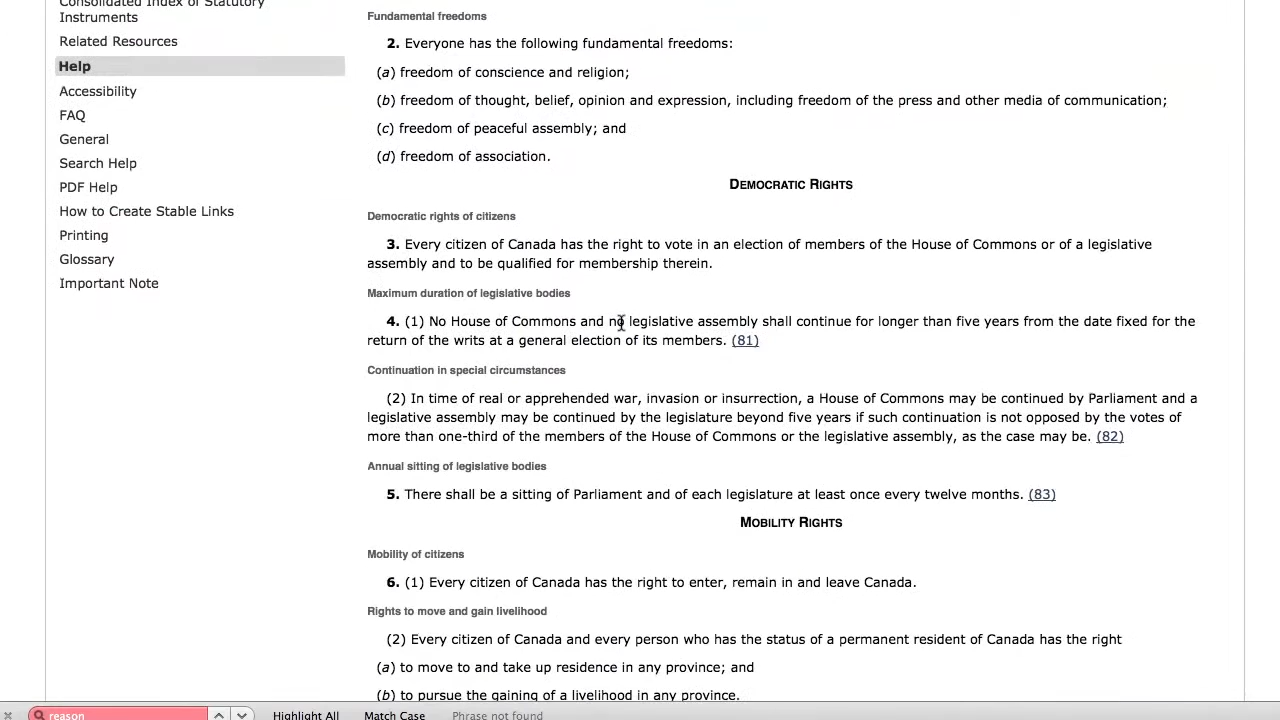 Consolidated Index of Statutory
Instruments
Related Resources
Help
Accessibility
FAQ
General
Search Help
PDF Help
How to Create Stable Links
Printing
Glossary
Important Note
Fundamental freedoms
2. Everyone has the following fundamental freedoms:
(a) freedom of conscience and religion;
(b) freedom of thought, belief, opinion and expression, including freedom of the press and other media of communication;
(c) freedom of peaceful assembly; and
(d) freedom of association.
DEMOCRATIC RIGHTS
Democratic rights of citizens
3. Every citizen of Canada has the right to vote in an election of members of the House of Commons or of a legislative
assembly and to be qualified for membership therein.
Maximum duration of legislative bodies
4. (1) No House of Commons and no legislative assembly shall continue for longer than five years from the date fixed for the
return of the writs at a general election of its members. (81)
Continuation in special circumstances
(2) In time of real or apprehended war, invasion or insurrection, a House of Commons may be continued by Parliament and a
legislative assembly may be continued by the legislature beyond five years if such continuation is not opposed by the votes of
more than one-third of the members of the House of Commons or the legislative assembly, as the case may be. (82)
Annual sitting of legislative bodies
5. There shall be a sitting of Parliament and of each legislature at least once every twelve months. (83)
MOBILITY RIGHTS
Mobility of citizens
6. (1) Every citizen of Canada has the right to enter, remain in and leave Canada.
Rights to move and gain livelihood
(2) Every citizen of Canada and every person who has the status of a permanent resident of Canada has the right
(a) to move to and take up residence in any province; and
(b) to pursue the gaining of a livelihood in any province.
reason Highlight All Match Case Phrase not found